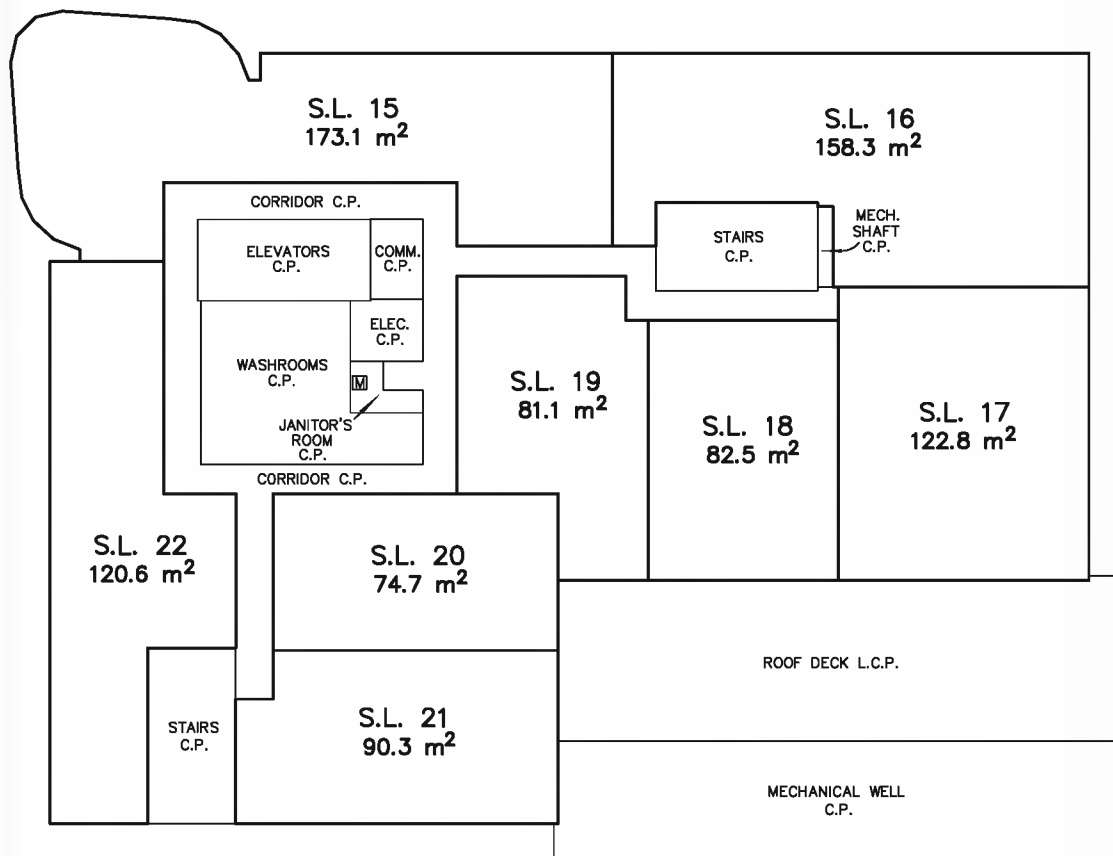 S.L. 15
173.1 m²
S.L. 16
158.3 m²
CORRIDOR C.P.
ELEVATORS
C.P.
COMM.
C.P.
STAIRS
C.P.
MECH.
SHAFT
C.P.
ELEC.
C.P.
WASHROOMS
C.P.
M
JANITOR'S
ROOM
C.P.
CORRIDOR C.P.
S.L. 19
81.1 m²
S.L. 18
82.5 m²
S.L. 17
122.8 m²
S.L. 22
120.6 m²
S.L. 20
74.7 m²
ROOF DECK L.C.P.
S.L. 21
90.3 m²
STAIRS
C.P.
MECHANICAL WELL
C.P.